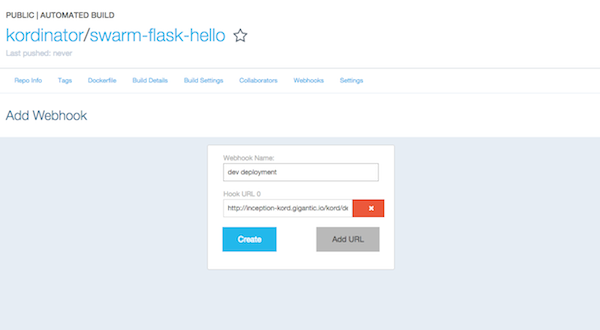 PUBLIC | AUTOMATED BUILD
kordinator/swarm-flask-hello
Last pushed: never
Repo Info Tags Dockerfile Build Details Build Settings Collaborators Webhooks Settings
Add Webhook
Webhook Name:
dev deployment
Hook URL 0
http://inception-kord.gigantic.io/kord/de
Create Add URL